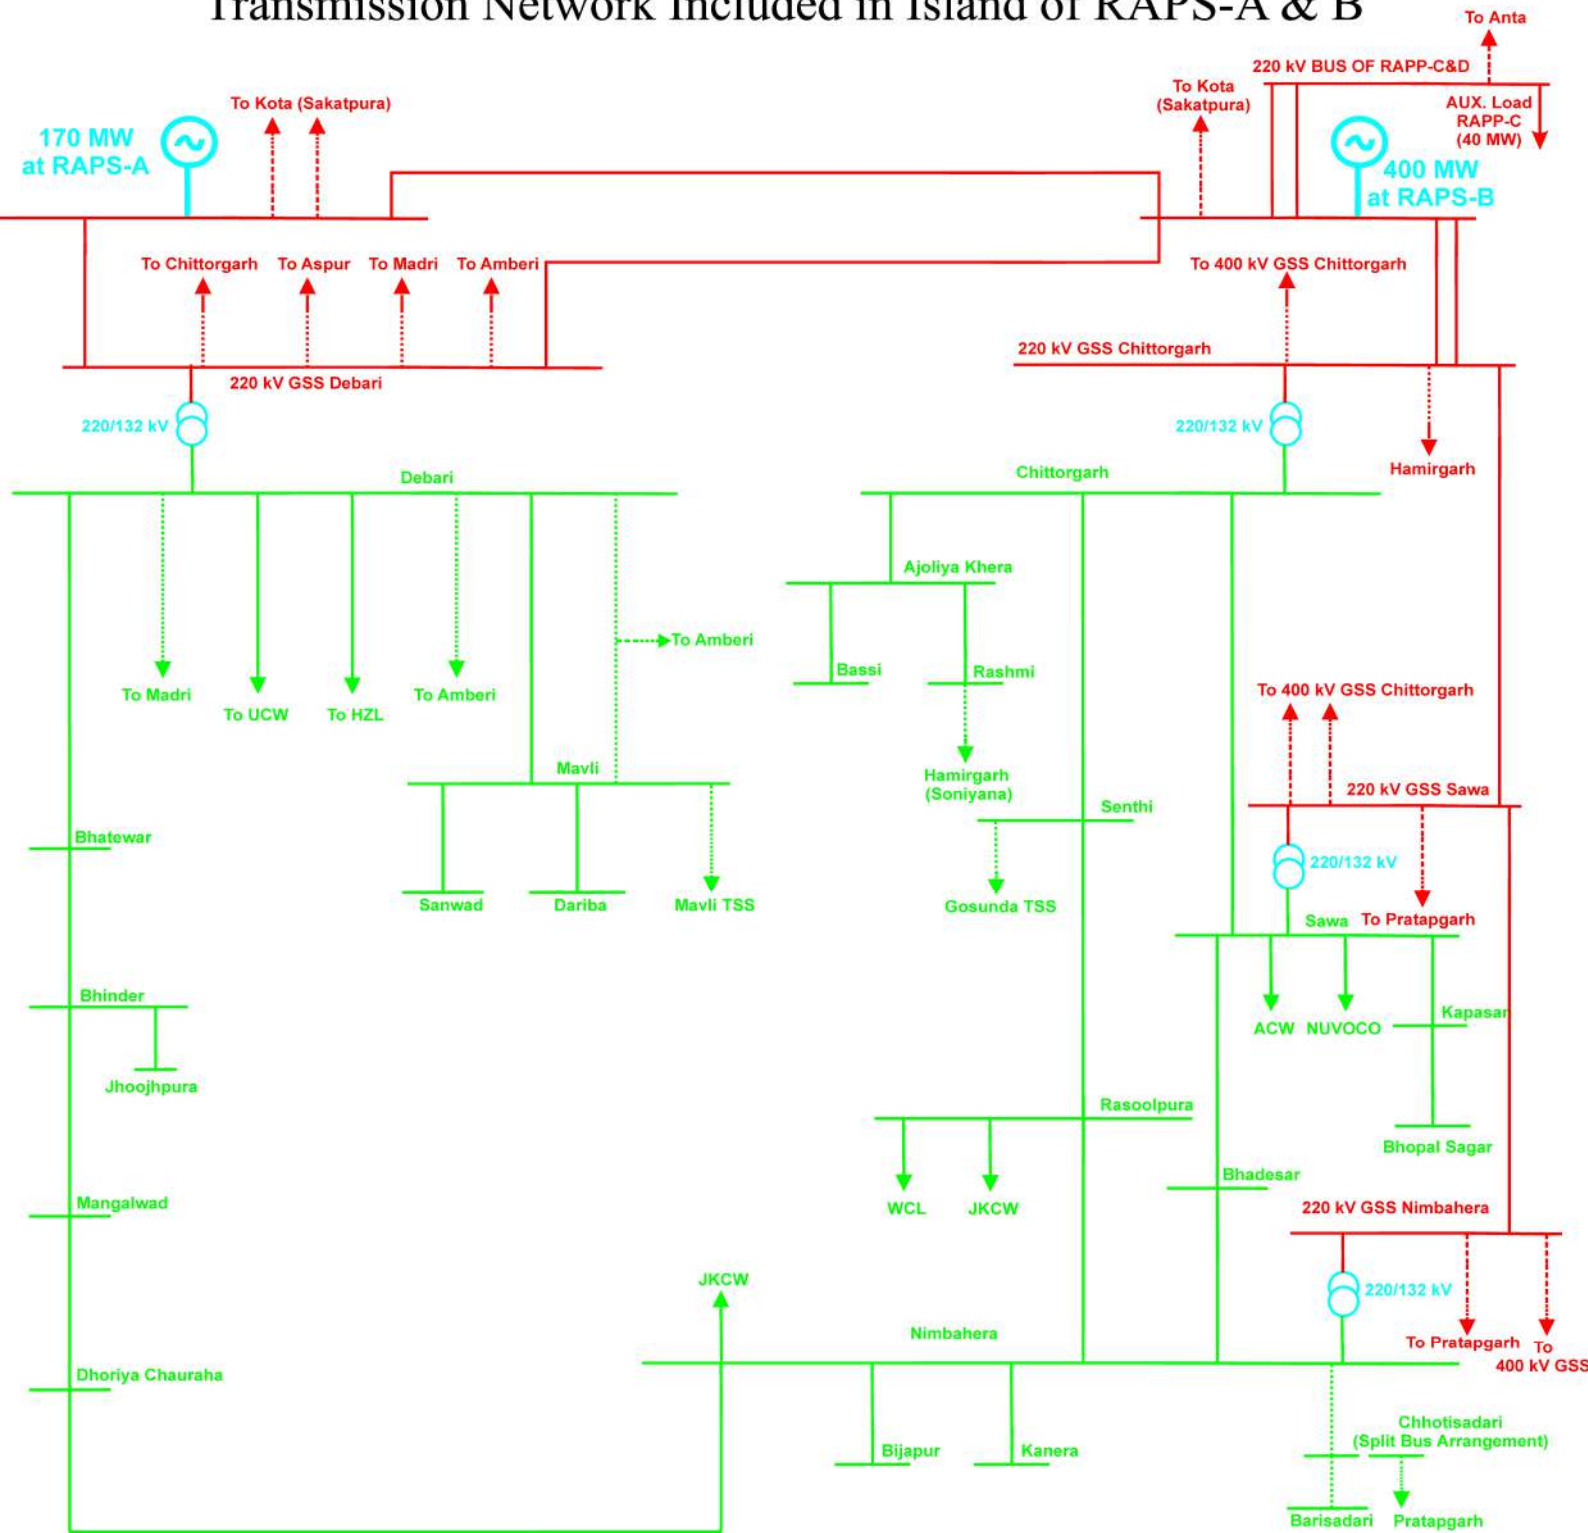 Transmission Network Included in Island of RAPS-A & B
To Anta
220 kV BUS OF RAPP-C&D
To Kota (Sakatpura)
To Kota
(Sakatpura)
AUX. Load
RAPP-C
(40 MW)
170 MW
at RAPS-A
400 MW
at RAPS-B
To Chittorgarh
To Aspur
To Madri
To Amberi
To 400 kV GSS Chittorgarh
220 kV GSS Chittorgarh
220 kV GSS Debari
220/132 kV
220/132 kV
Hamirgarh
Debari
Chittorgarh
Ajoliya Khera
To Amberi
Bassi
Rashmi
To Madri
To UCW
To HZL
To Amberi
To 400 kV GSS Chittorgarh
Mavli
Hamirgarh
(Soniyana)
220 kV GSS Sawa
Senthi
Bhatewar
220/132 kV
Sanwad
Dariba
Mavli TSS
Gosunda TSS
Sawa
To Pratapgarh
Bhinder
Kapasan
ACW
NUVOCO
Jhoojhpura
Rasoolpura
Bhopal Sagar
Bhadesar
Mangalwad
WCL
JKCW
220 kV GSS Nimbahera
JKCW
220/132 kV
Nimbahera
To Pratapgarh
To
400 kV GSS
Dhoriya Chauraha
Chhotisadari
(Split Bus Arrangement)
Bijapur
Kanera
Barisadari
Pratapgarh